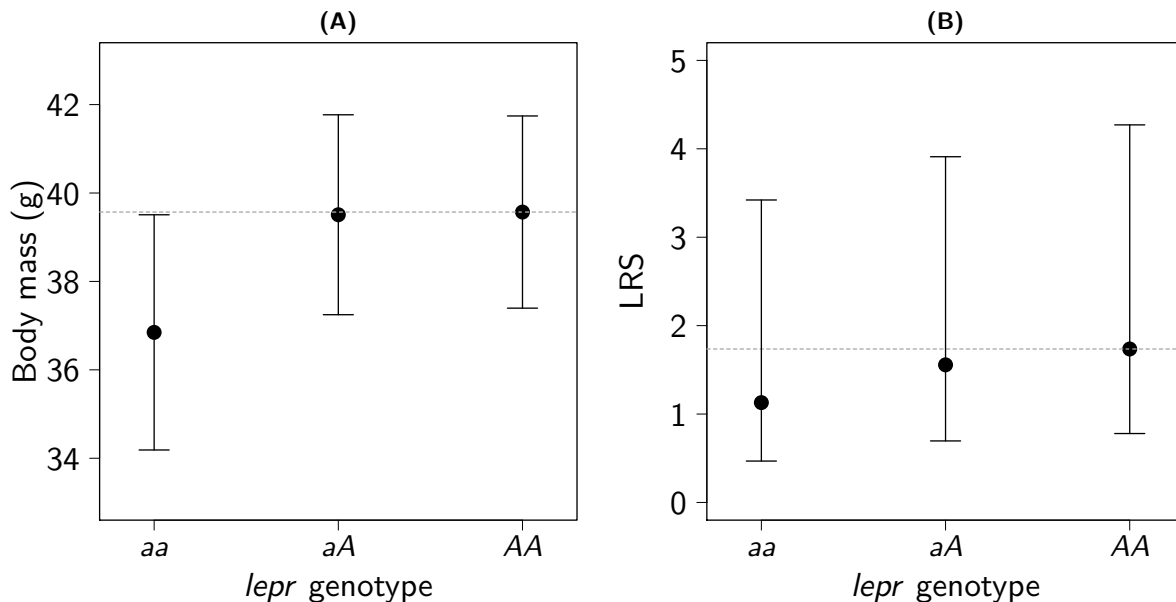 (A)
Body mass (g)
42
40
38
36
34
aa
aA
AA
lepr genotype
(B)
LRS
5
4
3
2
1
0
aa
aA
AA
lepr genotype